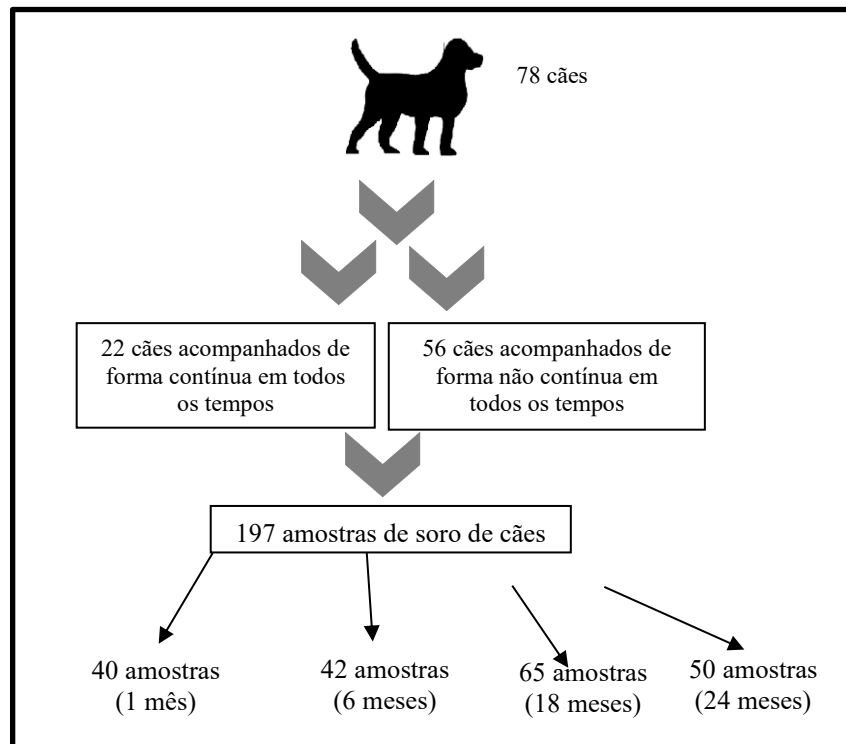 78 cães
22 cães acompanhados de
forma contínua em todos
os tempos
56 cães acompanhados de
forma não contínua em
todos os tempos
197 amostras de soro de cães
40 amostras
(1 mês)
42 amostras
(6 meses)
65 amostras
(18 meses)
50 amostras
(24 meses)